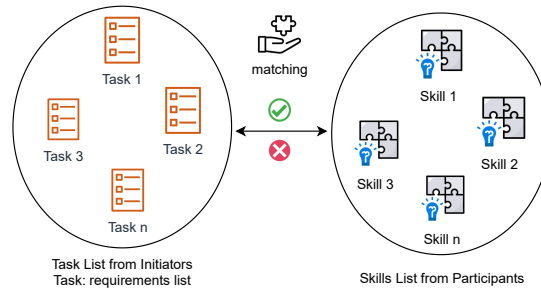 Task 1
Task 2
Task 3
Task n
Task List from Initiators
Task: requirements list
matching
Skill 1
Skill 2
Skill 3
Skill n
Skills List from Participants